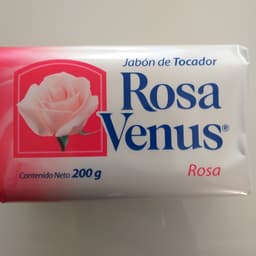 Jabón de Tocador
Rosa
Venus®
Rosa
Contenido Neto 200 g